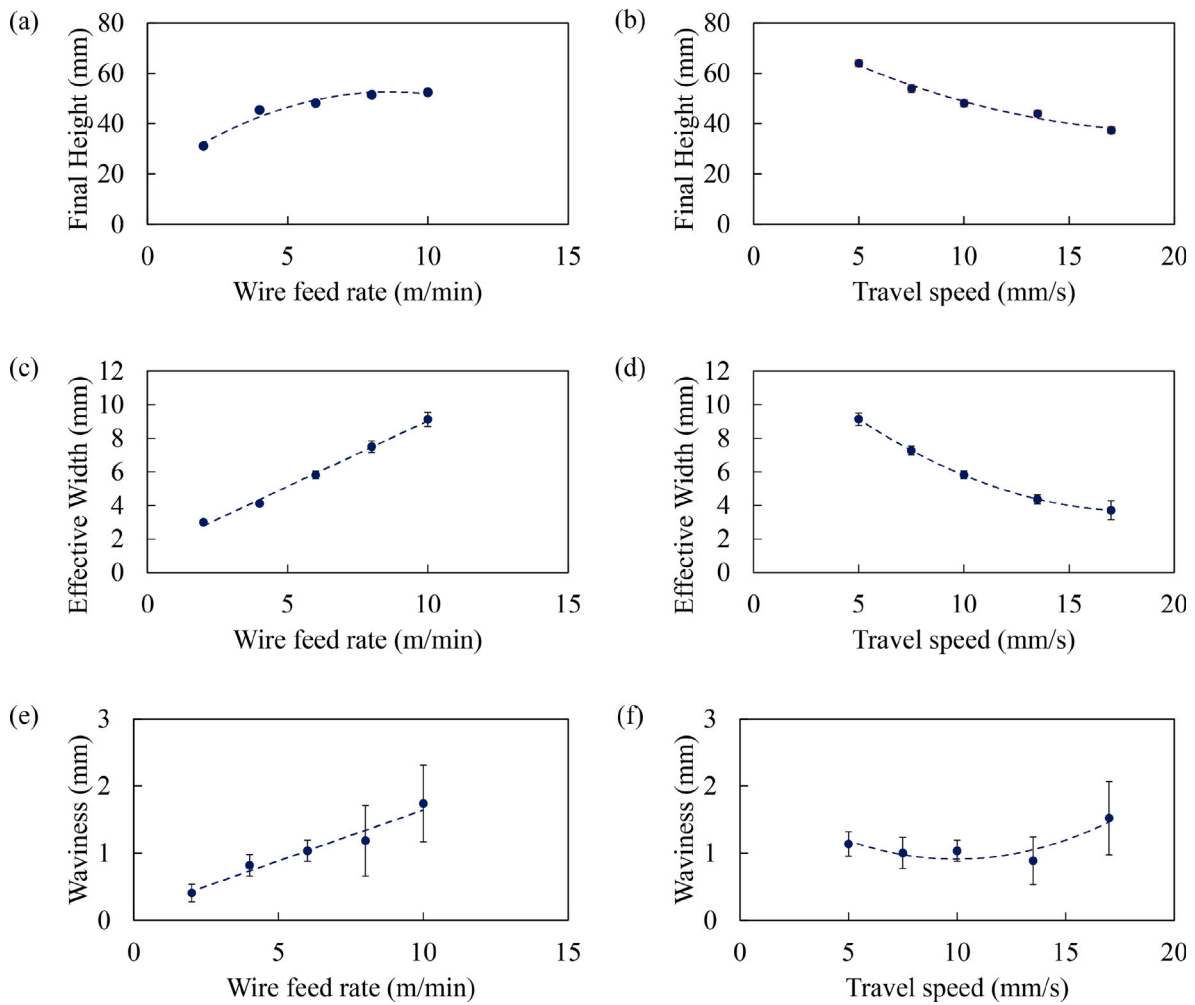 (a)
Final Height (mm)
80
60
40
20
0
0 5 10 15
Wire feed rate (m/min)
(b)
Final Height (mm)
80
60
40
20
0
0 5 10 15 20
Travel speed (mm/s)
(c)
Effective Width (mm)
12
10
8
6
4
2
0
0 5 10 15
Wire feed rate (m/min)
(d)
Effective Width (mm)
12
10
8
6
4
2
0
0 5 10 15 20
Travel speed (mm/s)
(e)
Waviness (mm)
3
2
1
0
0 5 10 15
Wire feed rate (m/min)
(f)
Waviness (mm)
3
2
1
0
0 5 10 15 20
Travel speed (mm/s)